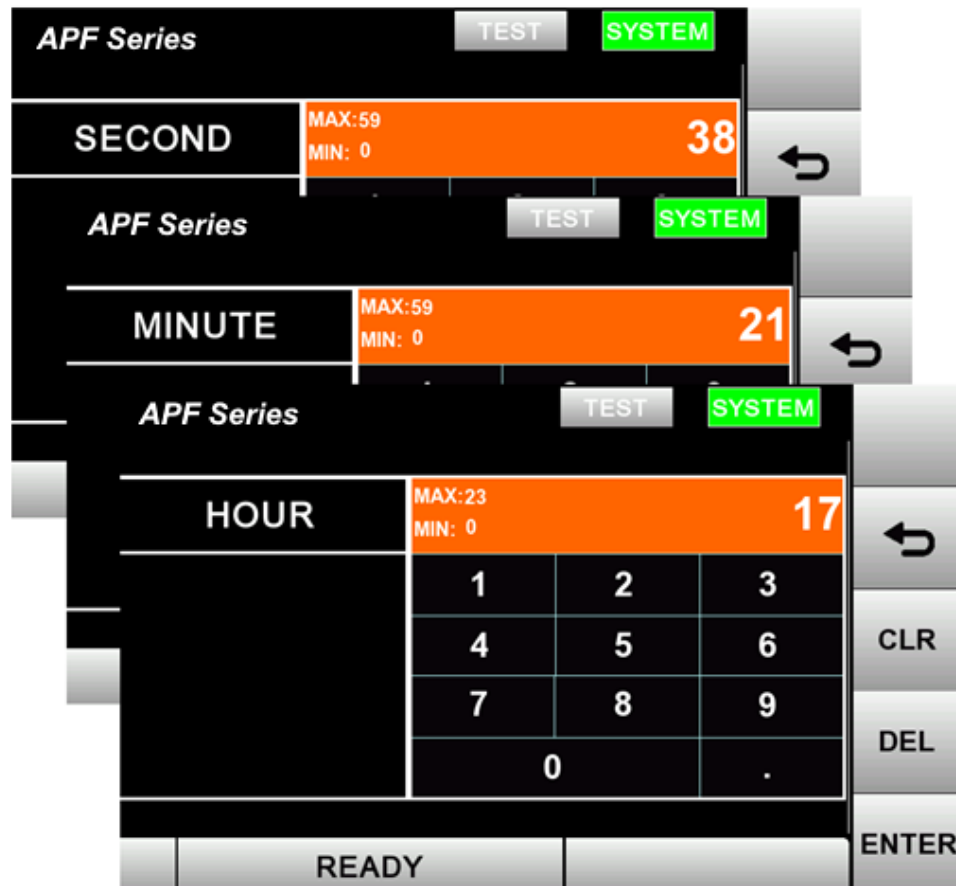 APF Series TEST SYSTEM
SECOND MAX:59 38
MIN: 0
APF Series TEST SYSTEM
MINUTE MAX:59 21
MIN: 0
APF Series TEST SYSTEM
HOUR MAX:23 17
MIN: 0
1 2 3
4 5 6 CLR
7 8 9
DEL
0 .
READY ENTER